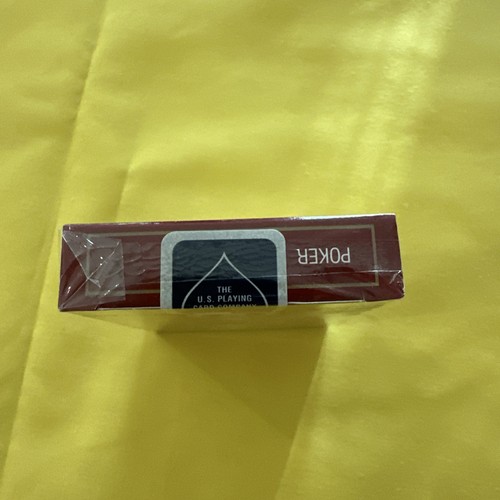 POKER
THE
U.S. PLAYING
CARD COMPANY